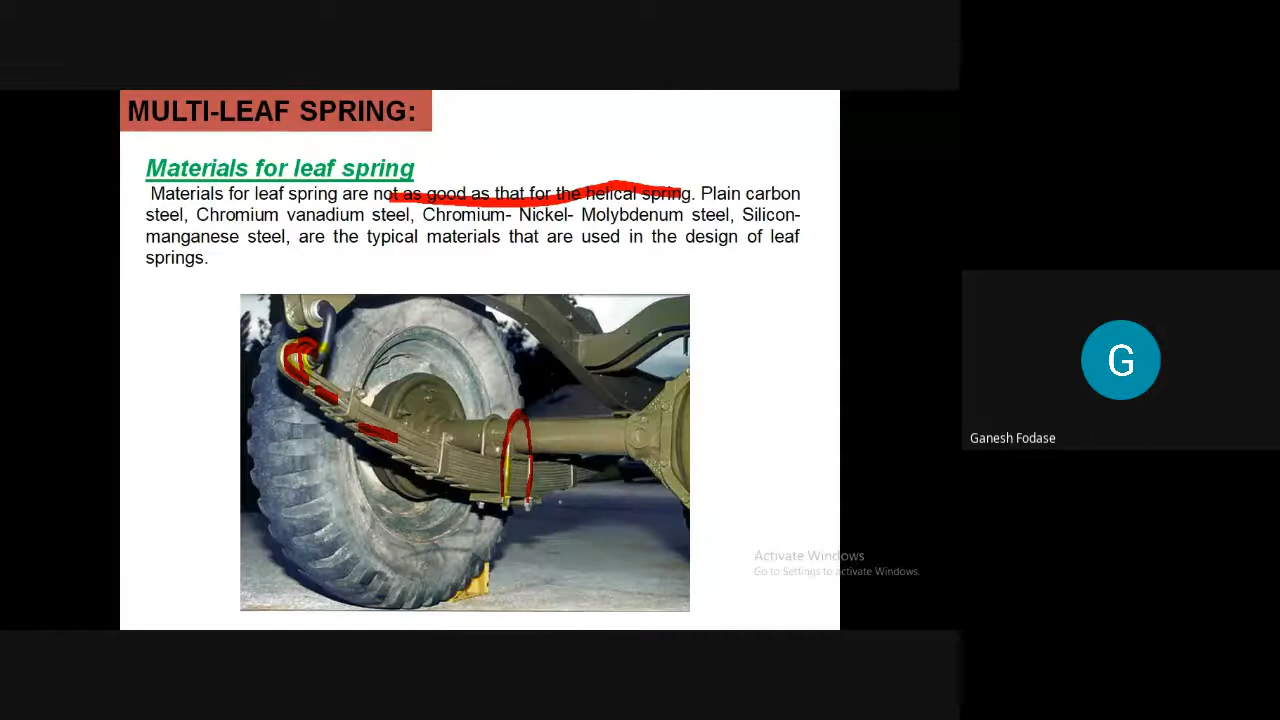 MULTI-LEAF SPRING:
Materials for leaf spring
Materials for leaf spring are not as good as that for the helical spring. Plain carbon
steel, Chromium vanadium steel, Chromium- Nickel- Molybdenum steel, Silicon-
manganese steel, are the typical materials that are used in the design of leaf
springs.
G
Ganesh Fodase
Activate Windows
Go to Settings to activate Windows.